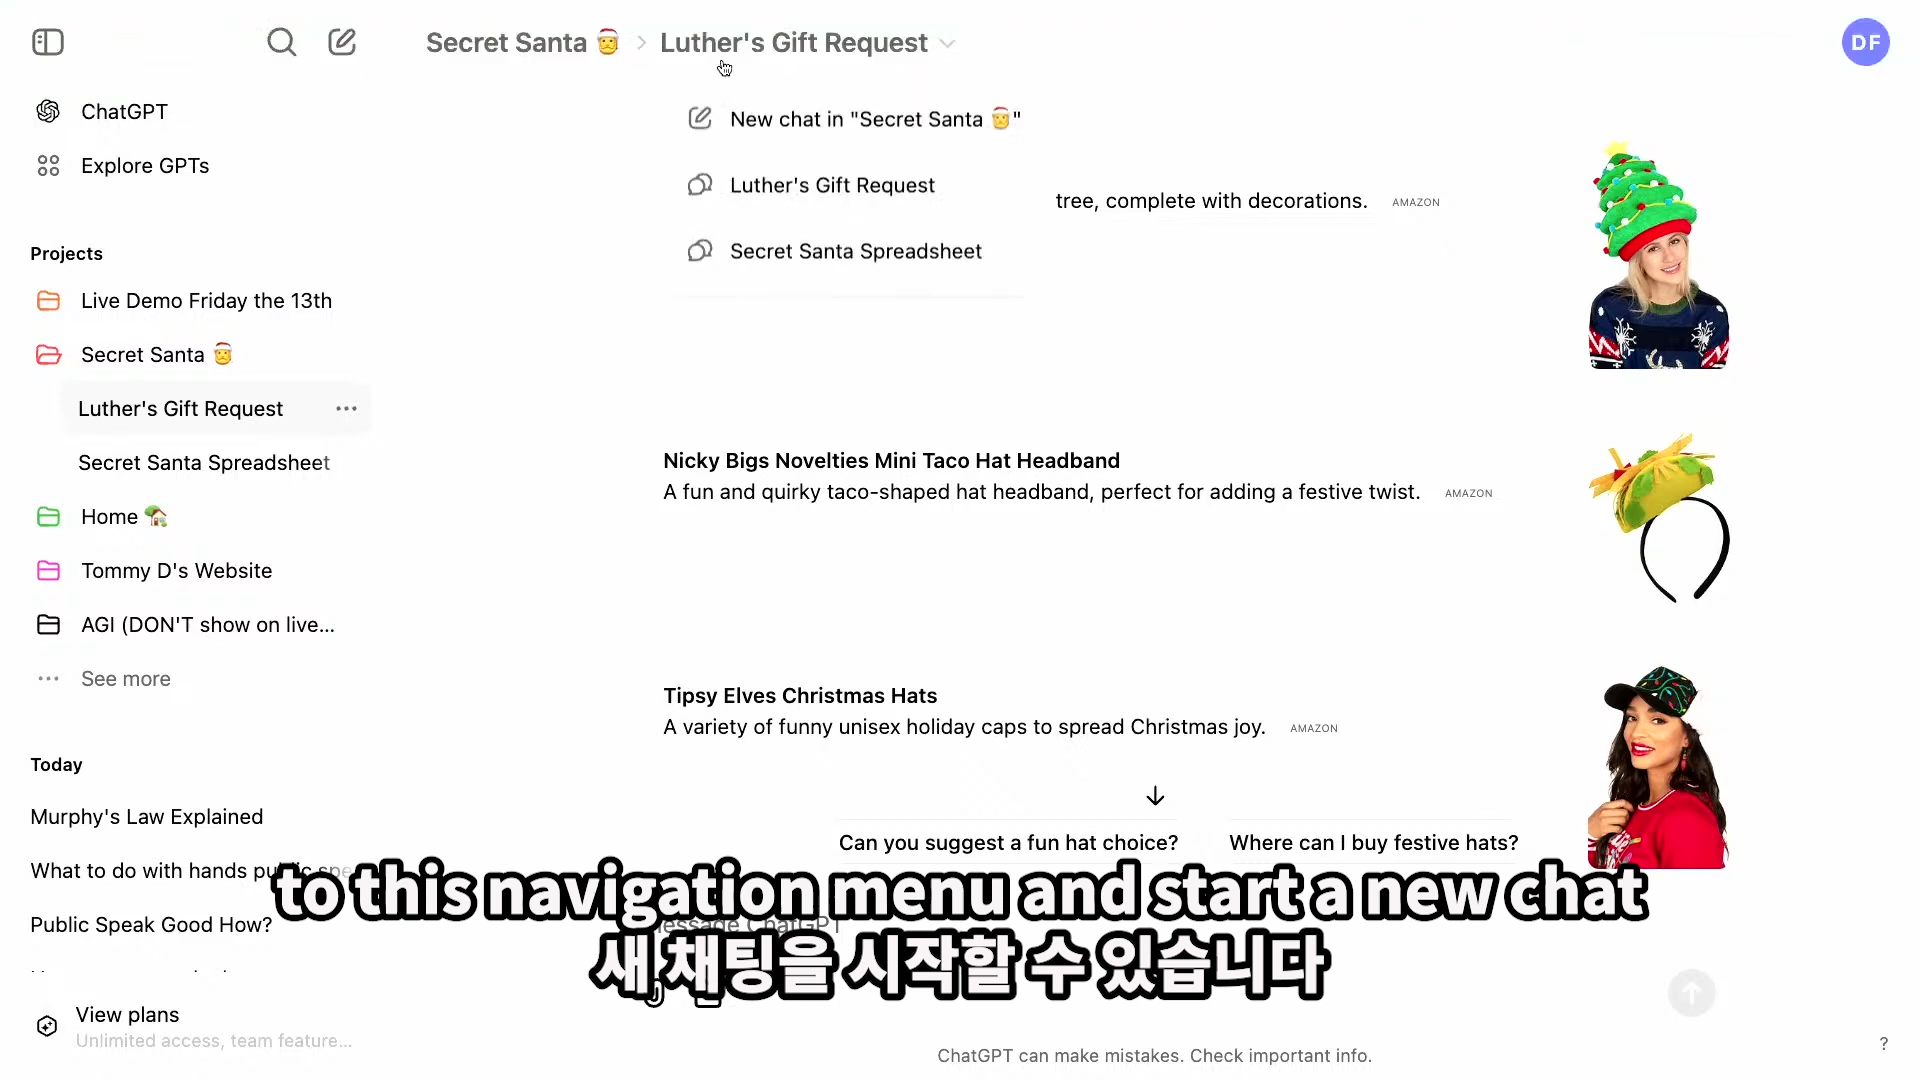 Secret Santa 🎅 > Luther's Gift Request
DF
ChatGPT
Explore GPTs
Projects
Live Demo Friday the 13th
Secret Santa 🎅
Luther's Gift Request
Secret Santa Spreadsheet
Home 🏡
Tommy D's Website
AGI (DON'T show on live...
See more
Today
Murphy's Law Explained
What to do with hands public spe
Public Speak Good How?
View plans
Unlimited access, team feature...
New chat in "Secret Santa 🎅"
Luther's Gift Request
Secret Santa Spreadsheet
tree, complete with decorations. AMAZON
Nicky Bigs Novelties Mini Taco Hat Headband
A fun and quirky taco-shaped hat headband, perfect for adding a festive twist. AMAZON
Tipsy Elves Christmas Hats
A variety of funny unisex holiday caps to spread Christmas joy. AMAZON
Can you suggest a fun hat choice? Where can I buy festive hats?
Message ChatGPT
to this navigation menu and start a new chat
새 채팅을 시작할 수 있습니다
ChatGPT can make mistakes. Check important info.
?